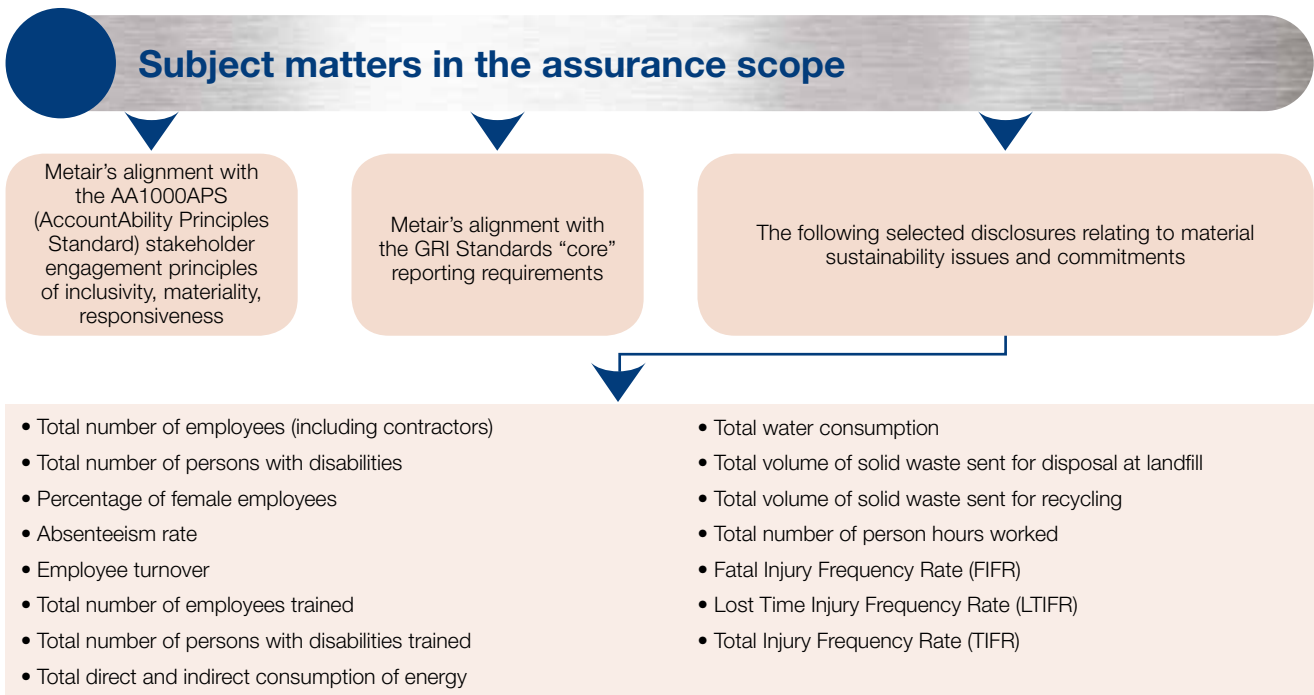 Subject matters in the assurance scope
Metair’s alignment with
the AA1000APS
(AccountAbility Principles
Standard) stakeholder
engagement principles
of inclusivity, materiality,
responsiveness
Metair’s alignment with
the GRI Standards “core”
reporting requirements
The following selected disclosures relating to material
sustainability issues and commitments
• Total number of employees (including contractors)
• Total number of persons with disabilities
• Percentage of female employees
• Absenteeism rate
• Employee turnover
• Total number of employees trained
• Total number of persons with disabilities trained
• Total direct and indirect consumption of energy
• Total water consumption
• Total volume of solid waste sent for disposal at landfill
• Total volume of solid waste sent for recycling
• Total number of person hours worked
• Fatal Injury Frequency Rate (FIFR)
• Lost Time Injury Frequency Rate (LTIFR)
• Total Injury Frequency Rate (TIFR)